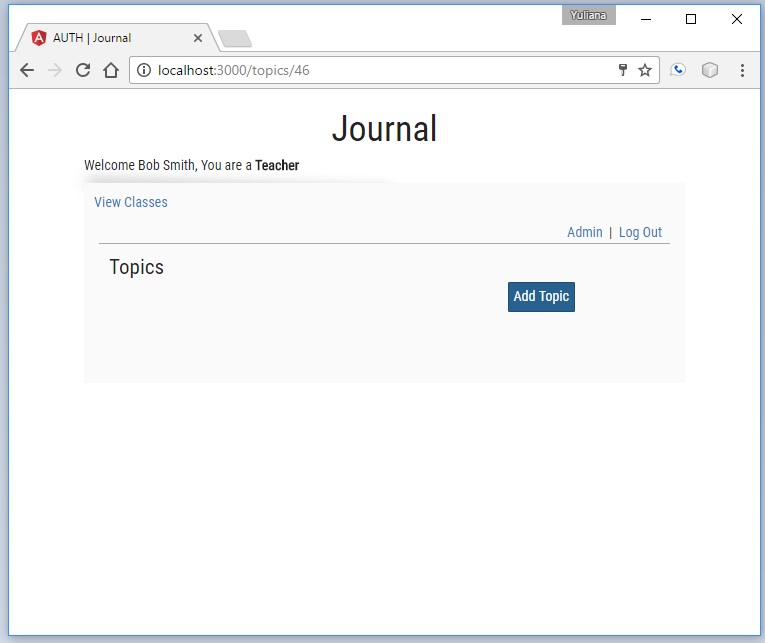 Yuliana
AUTH | Journal
localhost:3000/topics/46
Journal
Welcome Bob Smith, You are a Teacher
View Classes
Admin | Log Out
Topics
Add Topic